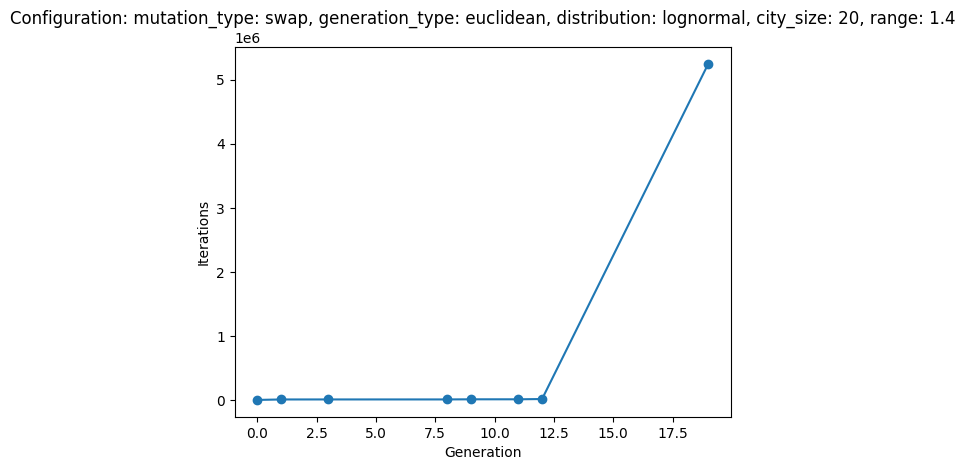 Configuration: mutation_type: swap, generation_type: euclidean, distribution: lognormal, city_size: 20, range: 1.4
1e6
5
4
3
2
1
0
Iterations
0.0 2.5 5.0 7.5 10.0 12.5 15.0 17.5
Generation